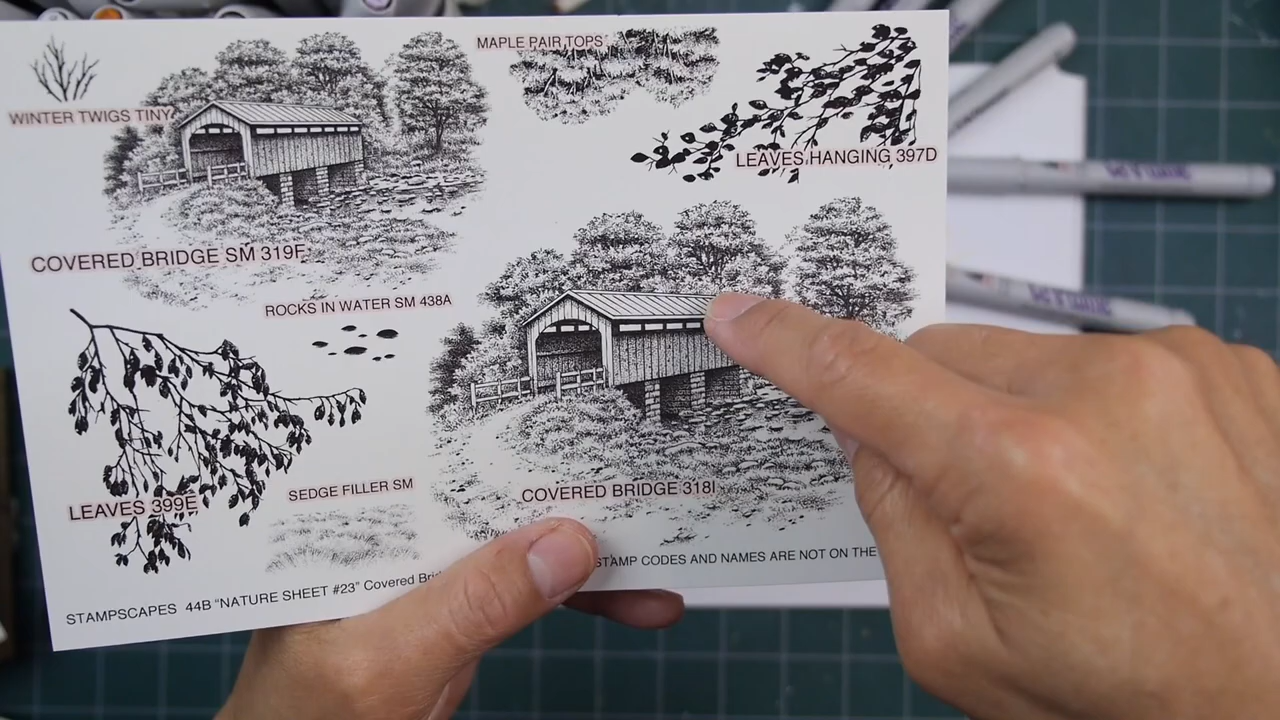 WINTER TWIGS TINY
MAPLE PAIR TOPS
LEAVES HANGING 397D
COVERED BRIDGE SM 319F
ROCKS IN WATER SM 438A
LEAVES 399E
SEDGE FILLER SM
COVERED BRIDGE 318I
STAMP CODES AND NAMES ARE NOT ON THE
STAMPSCAPES 44B "NATURE SHEET #23" Covered